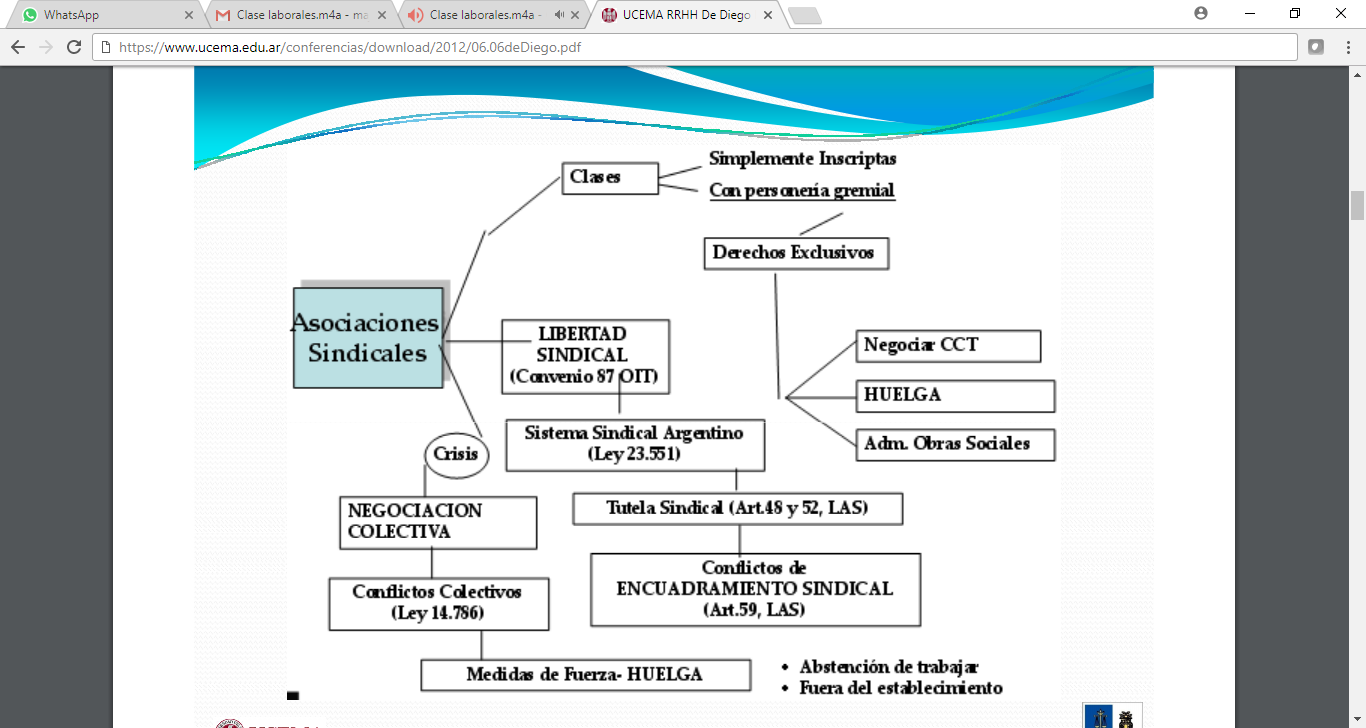 WhatsApp
Clase laborales.m4a - ma
Clase laborales.m4a -
UCEMA RRHH De Diego
https://www.ucema.edu.ar/conferencias/download/2012/06.06deDiego.pdf
Clases
Simplemente Inscriptas
Con personería gremial
Derechos Exclusivos
Asociaciones
Sindicales
LIBERTAD
SINDICAL
(Convenio 87 OIT)
Negociar CCT
HUELGA
Adm. Obras Sociales
Sistema Sindical Argentino
(Ley 23.551)
Crisis
NEGOCIACION
COLECTIVA
Tutela Sindical (Art.48 y 52, LAS)
Conflictos de
ENCUADRAMIENTO SINDICAL
(Art.59, LAS)
Conflictos Colectivos
(Ley 14.786)
Medidas de Fuerza- HUELGA
• Abstención de trabajar
• Fuera del establecimiento